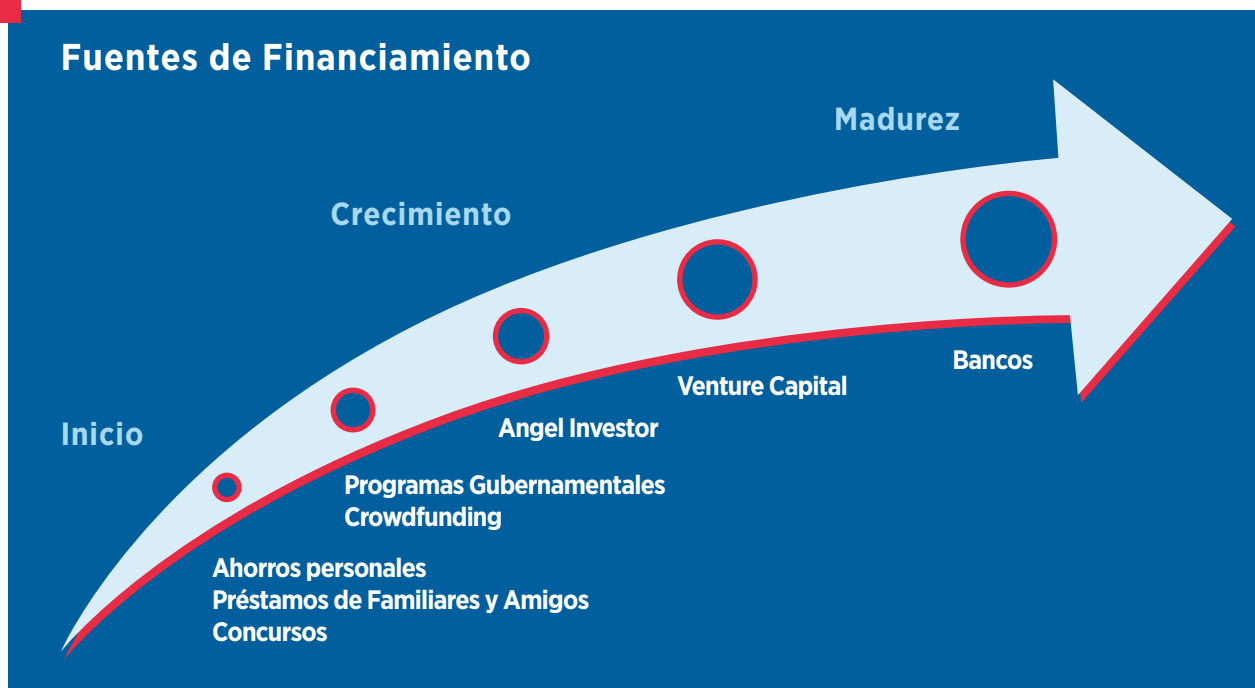 Fuentes de Financiamiento
Madurez
Crecimiento
Inicio
Bancos
Venture Capital
Angel Investor
Programas Gubernamentales
Crowdfunding
Ahorros personales
Préstamos de Familiares y Amigos
Concursos